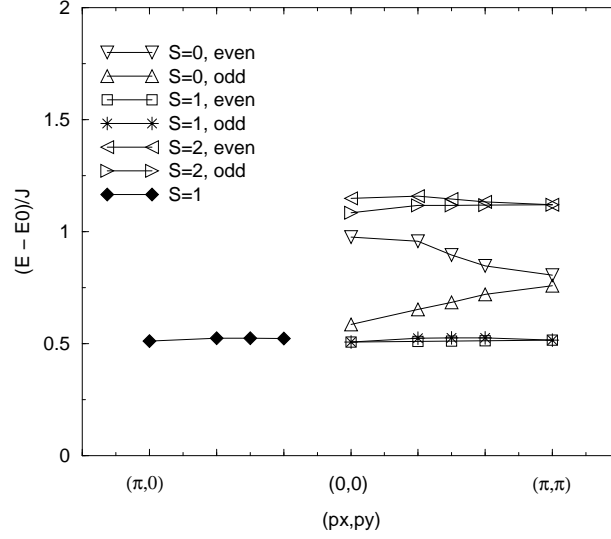 2
1.5
1
0.5
0
(E − E0)/J
S=0, even
S=0, odd
S=1, even
S=1, odd
S=2, even
S=2, odd
S=1
(π,0)
(0,0)
(π,π)
(px,py)